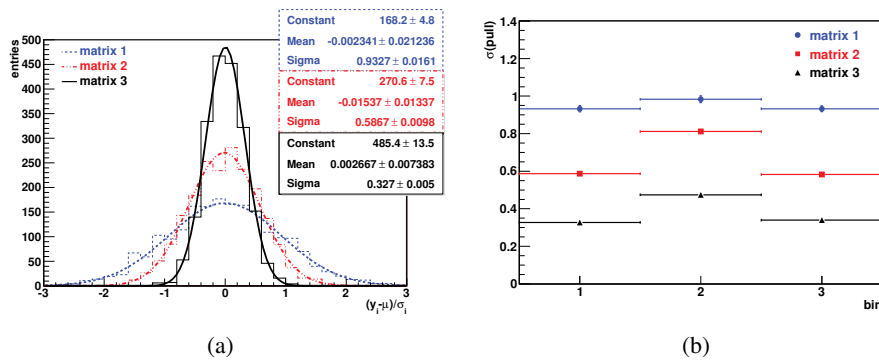 Constant 168.2 ± 4.8
Mean -0.002341 ± 0.021236
Sigma 0.9327 ± 0.0161
Constant 270.6 ± 7.5
Mean -0.01537 ± 0.01337
Sigma 0.5867 ± 0.0098
Constant 485.4 ± 13.5
Mean 0.002667 ± 0.007383
Sigma 0.327 ± 0.005
entries
500
450
400
350
300
250
200
150
100
50
0
matrix 1
matrix 2
matrix 3
-3 -2 -1 0 1 2 3
(y_i-μ)/σ_i
(a)
σ(pull)
1.4
1.2
1
0.8
0.6
0.4
0.2
0
matrix 1
matrix 2
matrix 3
1 2 3
bin
(b)